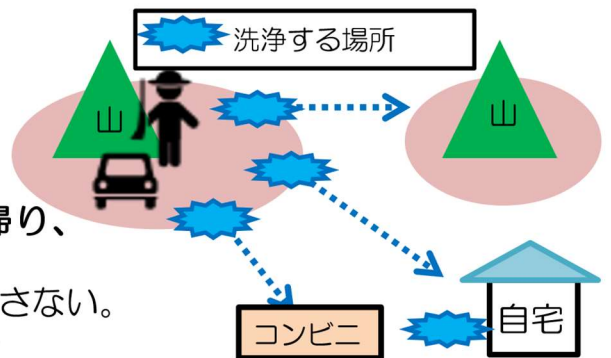 洗浄する場所
山
山
帰り、
さない。
コンビニ
自宅